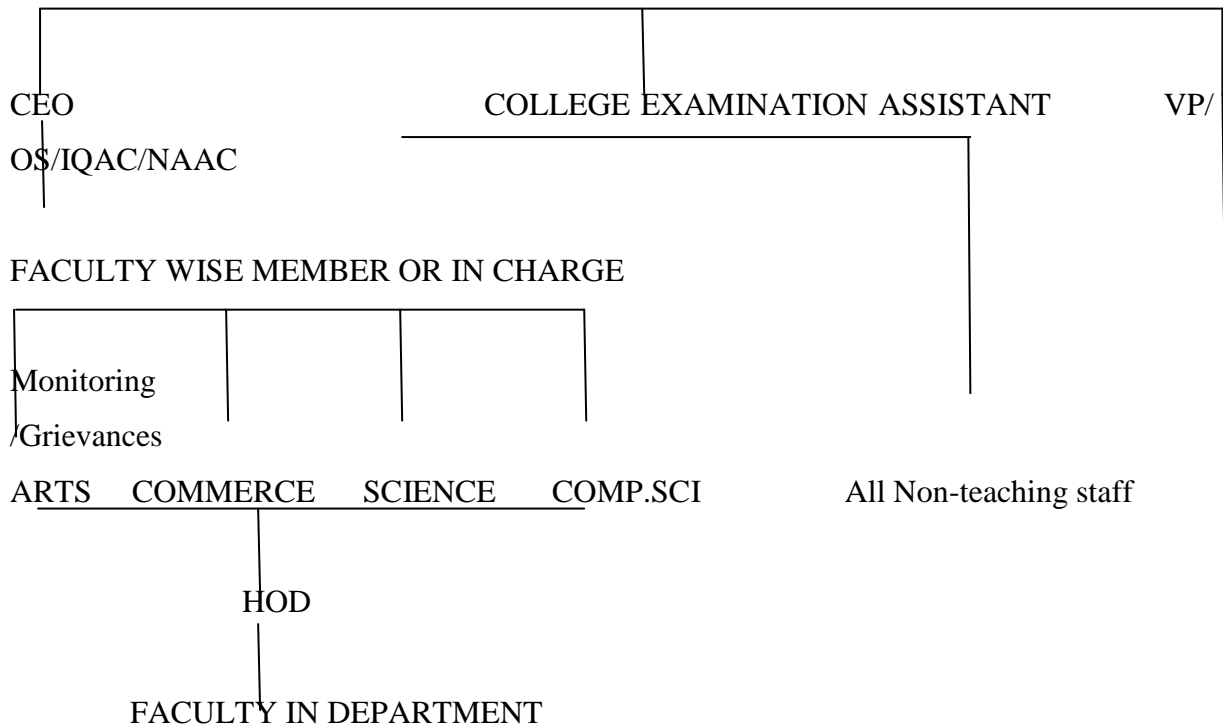 CEO COLLEGE EXAMINATION ASSISTANT VP/
OS/IQAC/NAAC
FACULTY WISE MEMBER OR IN CHARGE
Monitoring
/Grievances
ARTS COMMERCE SCIENCE COMP.SCI All Non-teaching staff
HOD
FACULTY IN DEPARTMENT